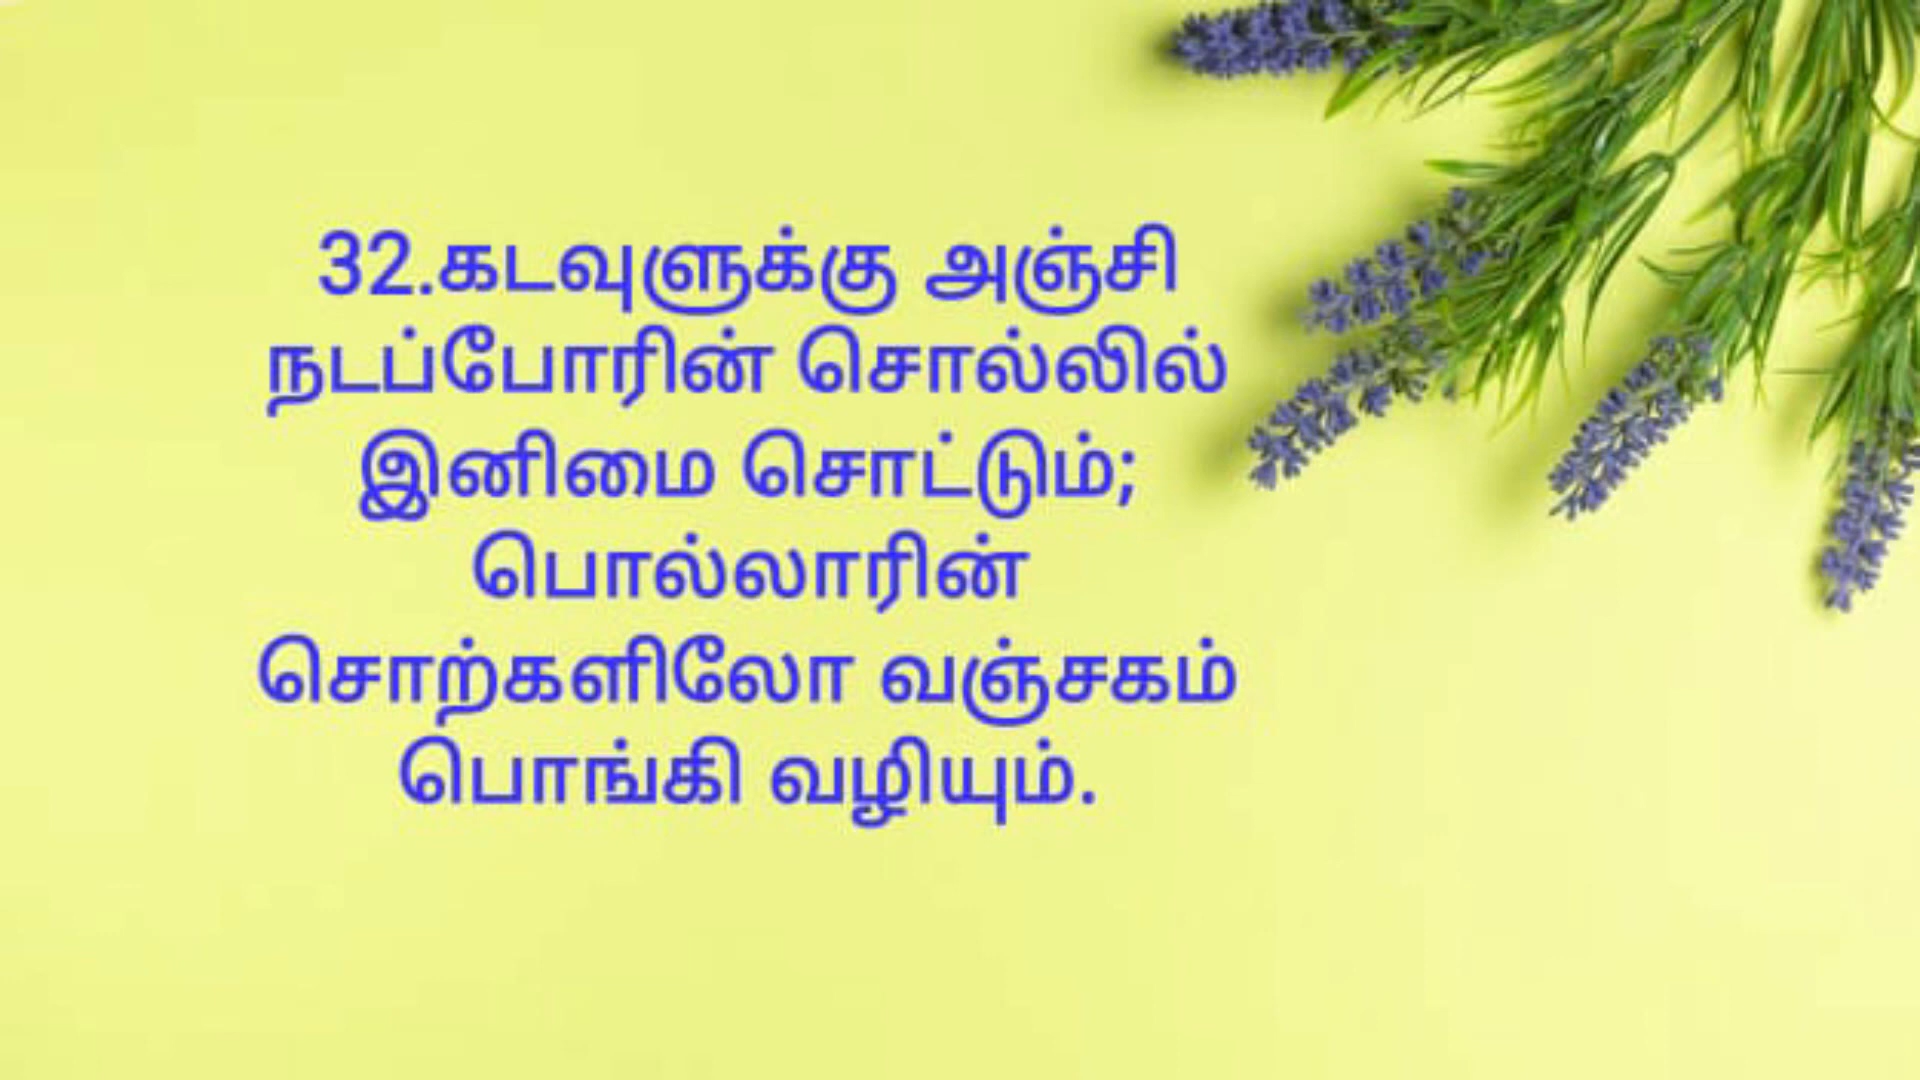 32.கடவுளுக்கு அஞ்சி
நடப்போரின் சொல்லில்
இனிமை சொட்டும்;
பொல்லாரின்
சொற்களிலோ வஞ்சகம்
பொங்கி வழியும்.